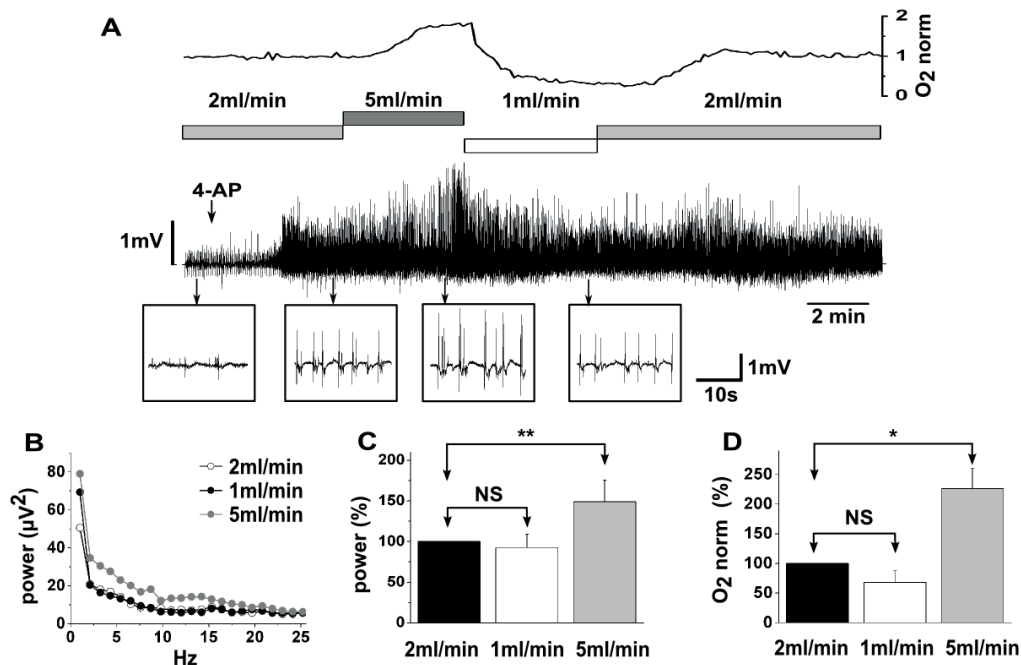 A
2
1
0
O2 norm
2ml/min 5ml/min 1ml/min 2ml/min
4-AP
1mV
2 min
1mV
10s
B
80
60
40
20
0
power (µV²)
0 5 10 15 20 25
Hz
2ml/min
1ml/min
5ml/min
C
**
NS
200
150
100
50
0
power (%)
2ml/min 1ml/min 5ml/min
D
*
NS
250
200
150
100
50
0
O2 norm (%)
2ml/min 1ml/min 5ml/min